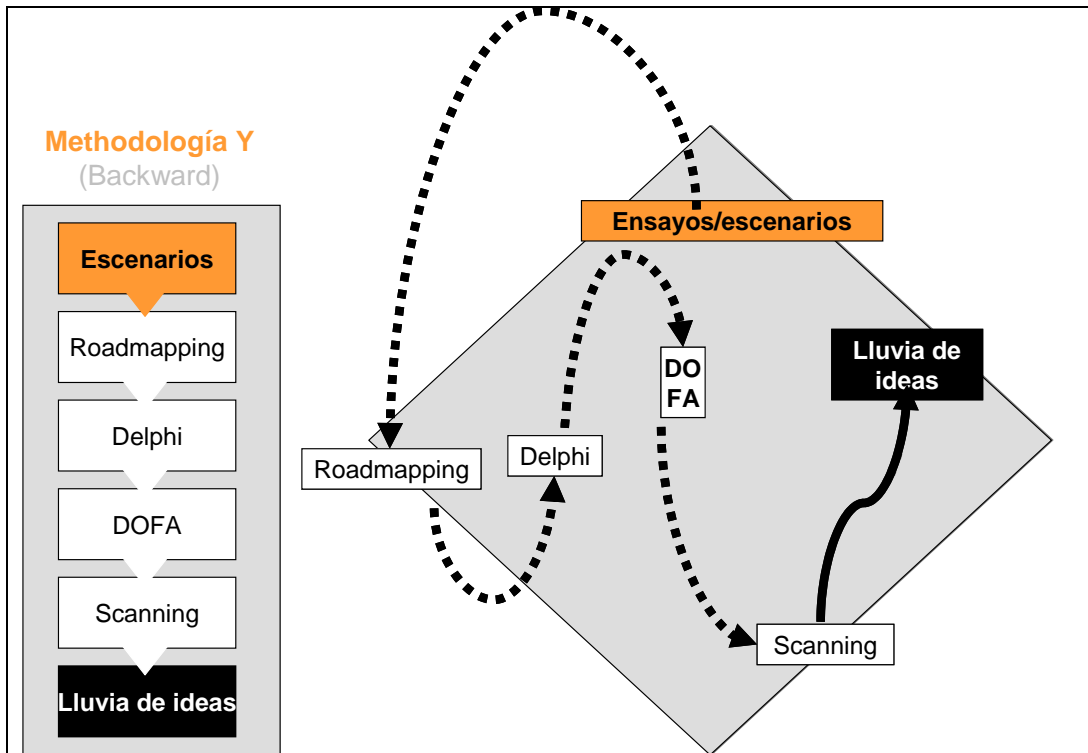 Methodología Y
(Backward)
Escenarios
Roadmapping
Delphi
DOFA
Scanning
Lluvia de ideas
Ensayos/escenarios
Lluvia de
ideas
DO
FA
Delphi
Roadmapping
Scanning